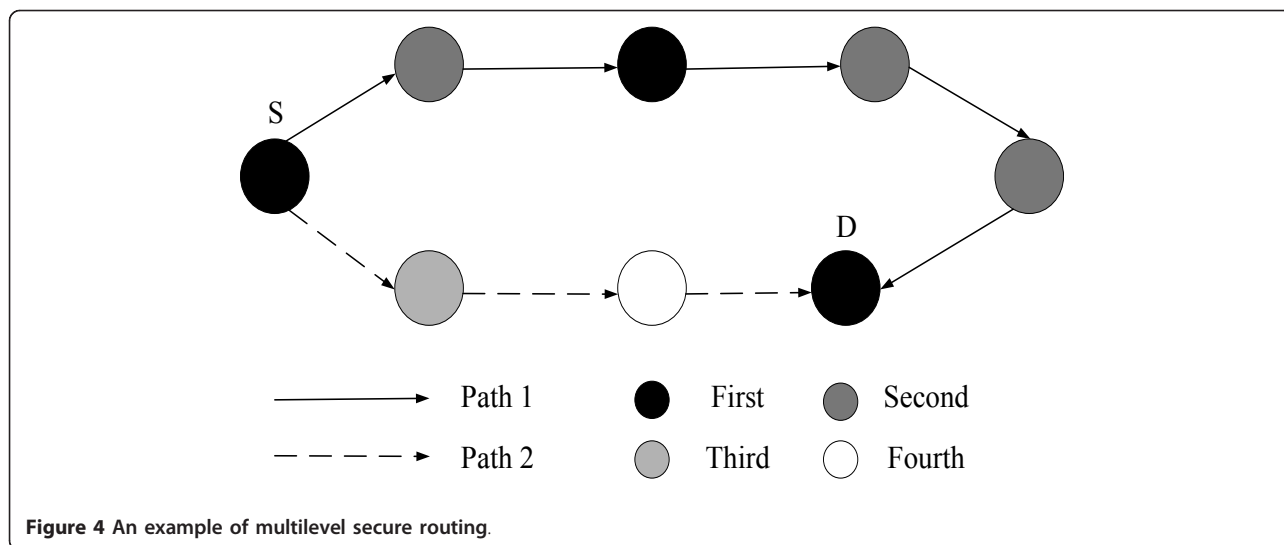 S
D
Path 1 First Second
Path 2 Third Fourth
Figure 4 An example of multilevel secure routing.